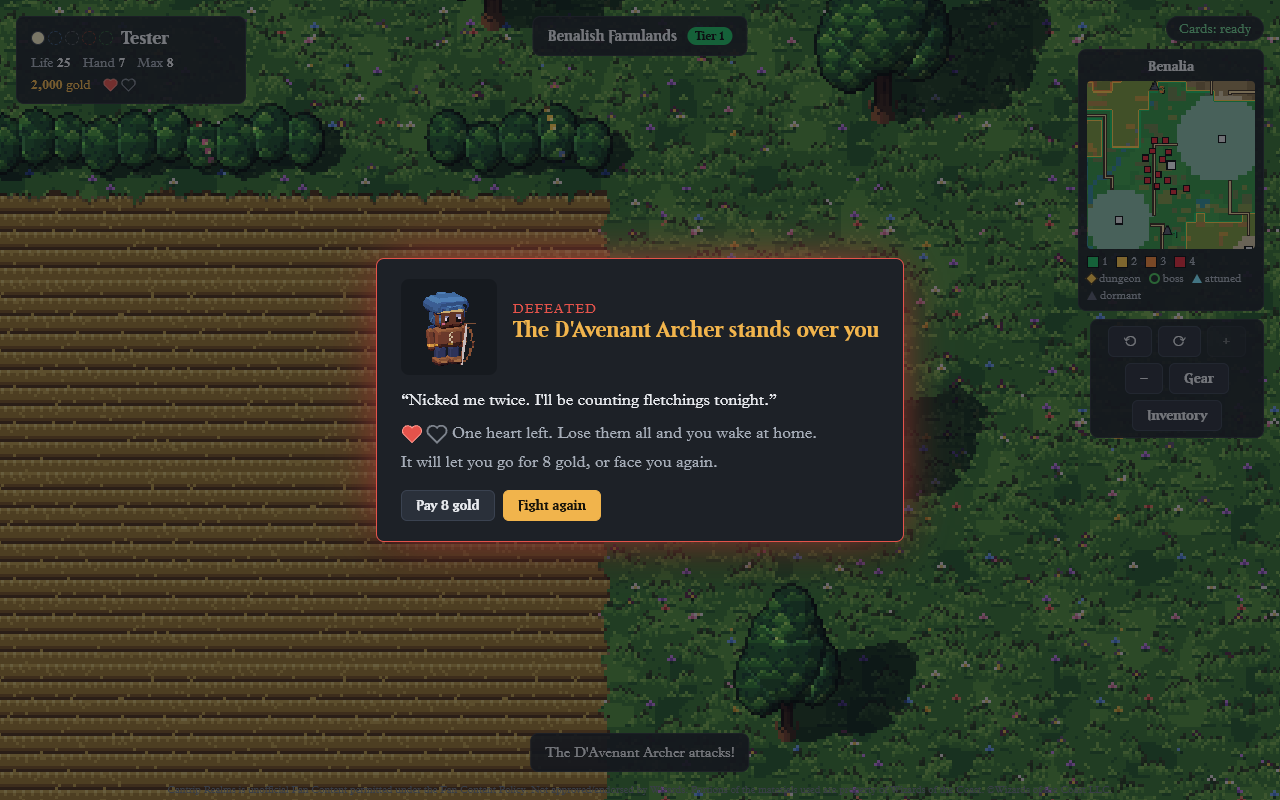 Tester
Life 25 Hand 7 Max 8
2,000 gold
Benalish Farmlands Tier 1
Cards: ready
Benalia
1 2 3 4
dungeon boss attuned
dormant
+
− Gear
Inventory
DEFEATED
The D'Avenant Archer stands over you
“Nicked me twice. I'll be counting fletchings tonight.”
One heart left. Lose them all and you wake at home.
It will let you go for 8 gold, or face you again.
Pay 8 gold Fight again
The D'Avenant Archer attacks!